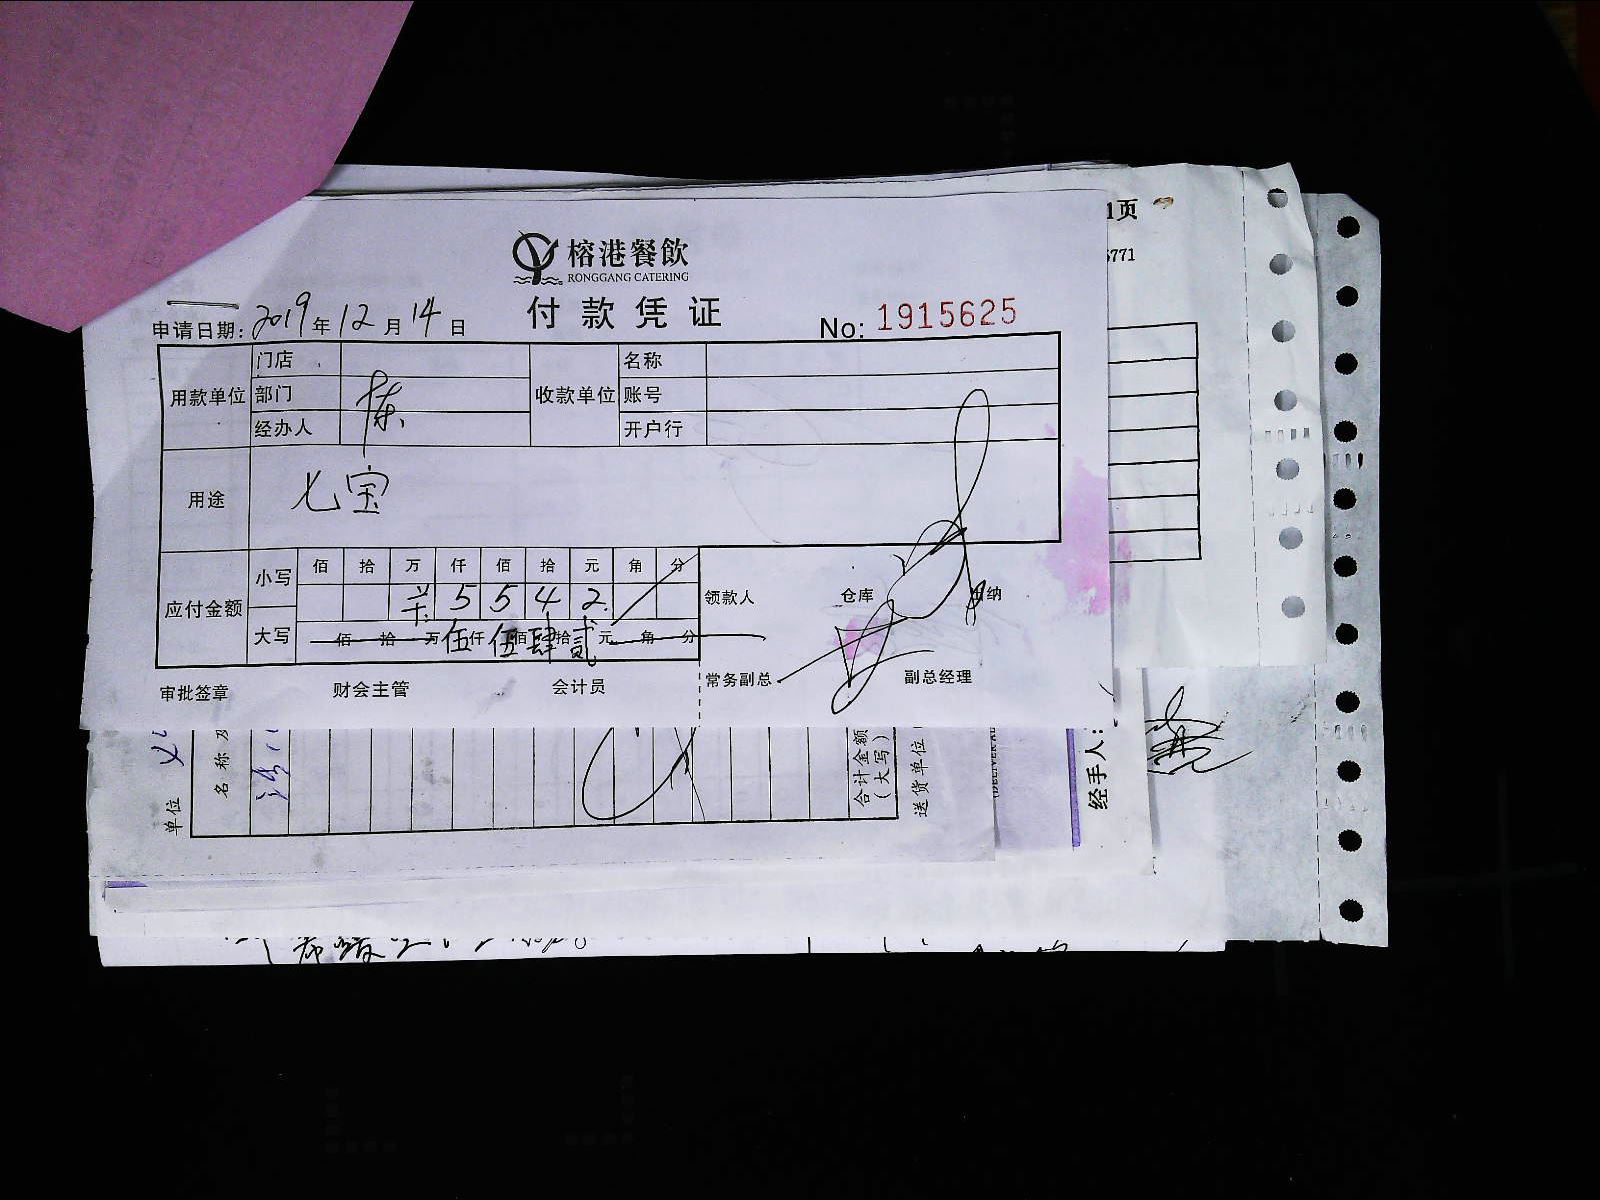 榕港餐飲
RONGGANG CATERING
付款凭证
No: 1915625
申请日期: 2019年12月14日
用款单位 门店 收款单位 名称
部门 陈 账号
经办人 开户行
用途 七宝
应付金额 小写 佰 拾 万 仟 佰 拾 元 角 分
5 5 4 2
大写 佰 拾 万 伍仟 伍佰 肆拾 贰元 角 分
领款人 仓库 出纳
常务副总 副总经理
审批签章 财会主管 会计员
1页
5771
单位
名称及
合计金额
(大写)
送货单位
经手人: